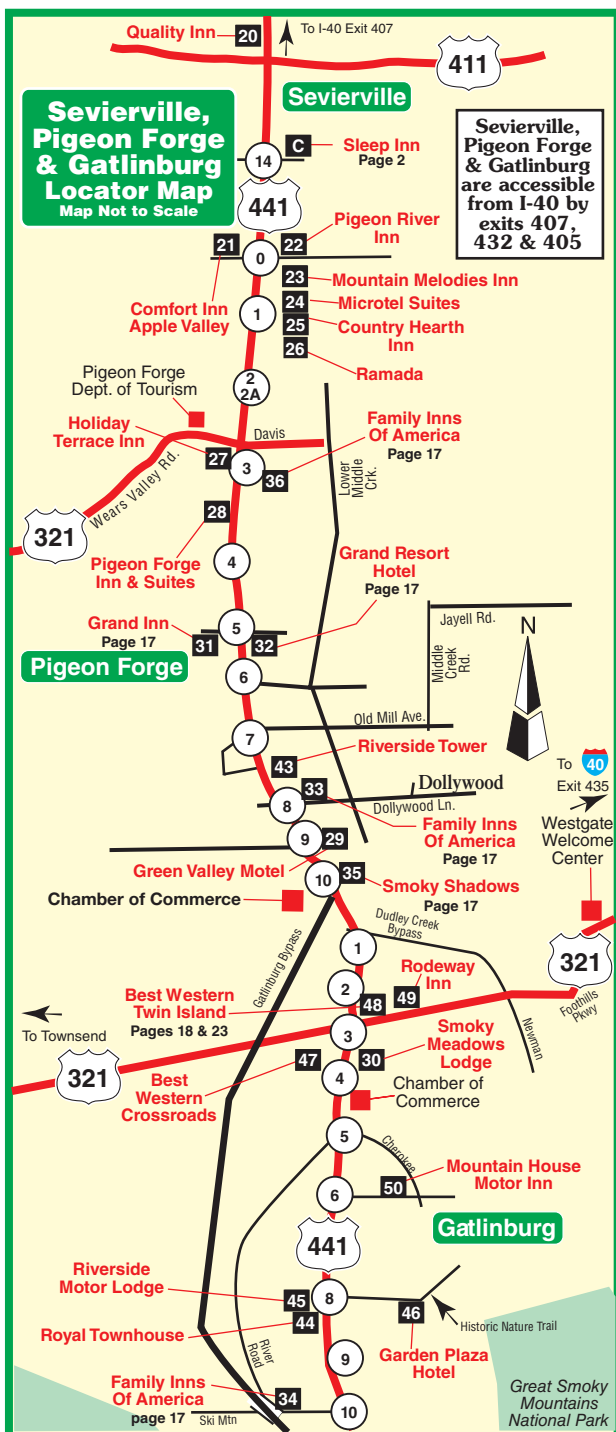 Quality Inn 20
To I-40 Exit 407
411
Sevierville
Sevierville,
Pigeon Forge
& Gatlinburg
Locator Map
Map Not to Scale
Sevierville,
Pigeon Forge
& Gatlinburg
are accessible
from I-40 by
exits 407,
432 & 405
C Sleep Inn
Page 2
14
441
21
22 Pigeon River
Inn
0
23 Mountain Melodies Inn
Comfort Inn
Apple Valley
24 Microtel Suites
1
25 Country Hearth
Inn
26 Ramada
2
2A
Pigeon Forge
Dept. of Tourism
Holiday
Terrace Inn
Davis
Family Inns
Of America
Page 17
27
3
36
Lower
Middle
Crk.
Wears Valley Rd.
321
28
Pigeon Forge
Inn & Suites
4
Grand Resort
Hotel
Page 17
Grand Inn
Page 17
31
5
32
Jayell Rd.
N
Pigeon Forge
Middle
Creek
Rd.
6
Old Mill Ave.
7
Riverside Tower
43
To 40
Exit 435
Dollywood
33
8
Dollywood Ln.
Family Inns
Of America
Page 17
Westgate
Welcome
Center
9
29
Green Valley Motel
10
35
Smoky Shadows
Page 17
Chamber of Commerce
Dudley Creek
Bypass
Gatlinburg Bypass
1
321
Rodeway
Inn
2
Best Western
Twin Island
Pages 18 & 23
48
49
Foothills
Pkwy
To Townsend
3
Newman
Smoky
Meadows
Lodge
321
47
30
Best
Western
Crossroads
4
Chamber of
Commerce
5
Cherokee
Mountain House
Motor Inn
6
50
Gatlinburg
441
Riverside
Motor Lodge
45
8
Royal Townhouse
44
46
Historic Nature Trail
Garden Plaza
Hotel
River
Road
9
Family Inns
Of America
page 17
34
Ski Mtn
10
Great Smoky
Mountains
National Park